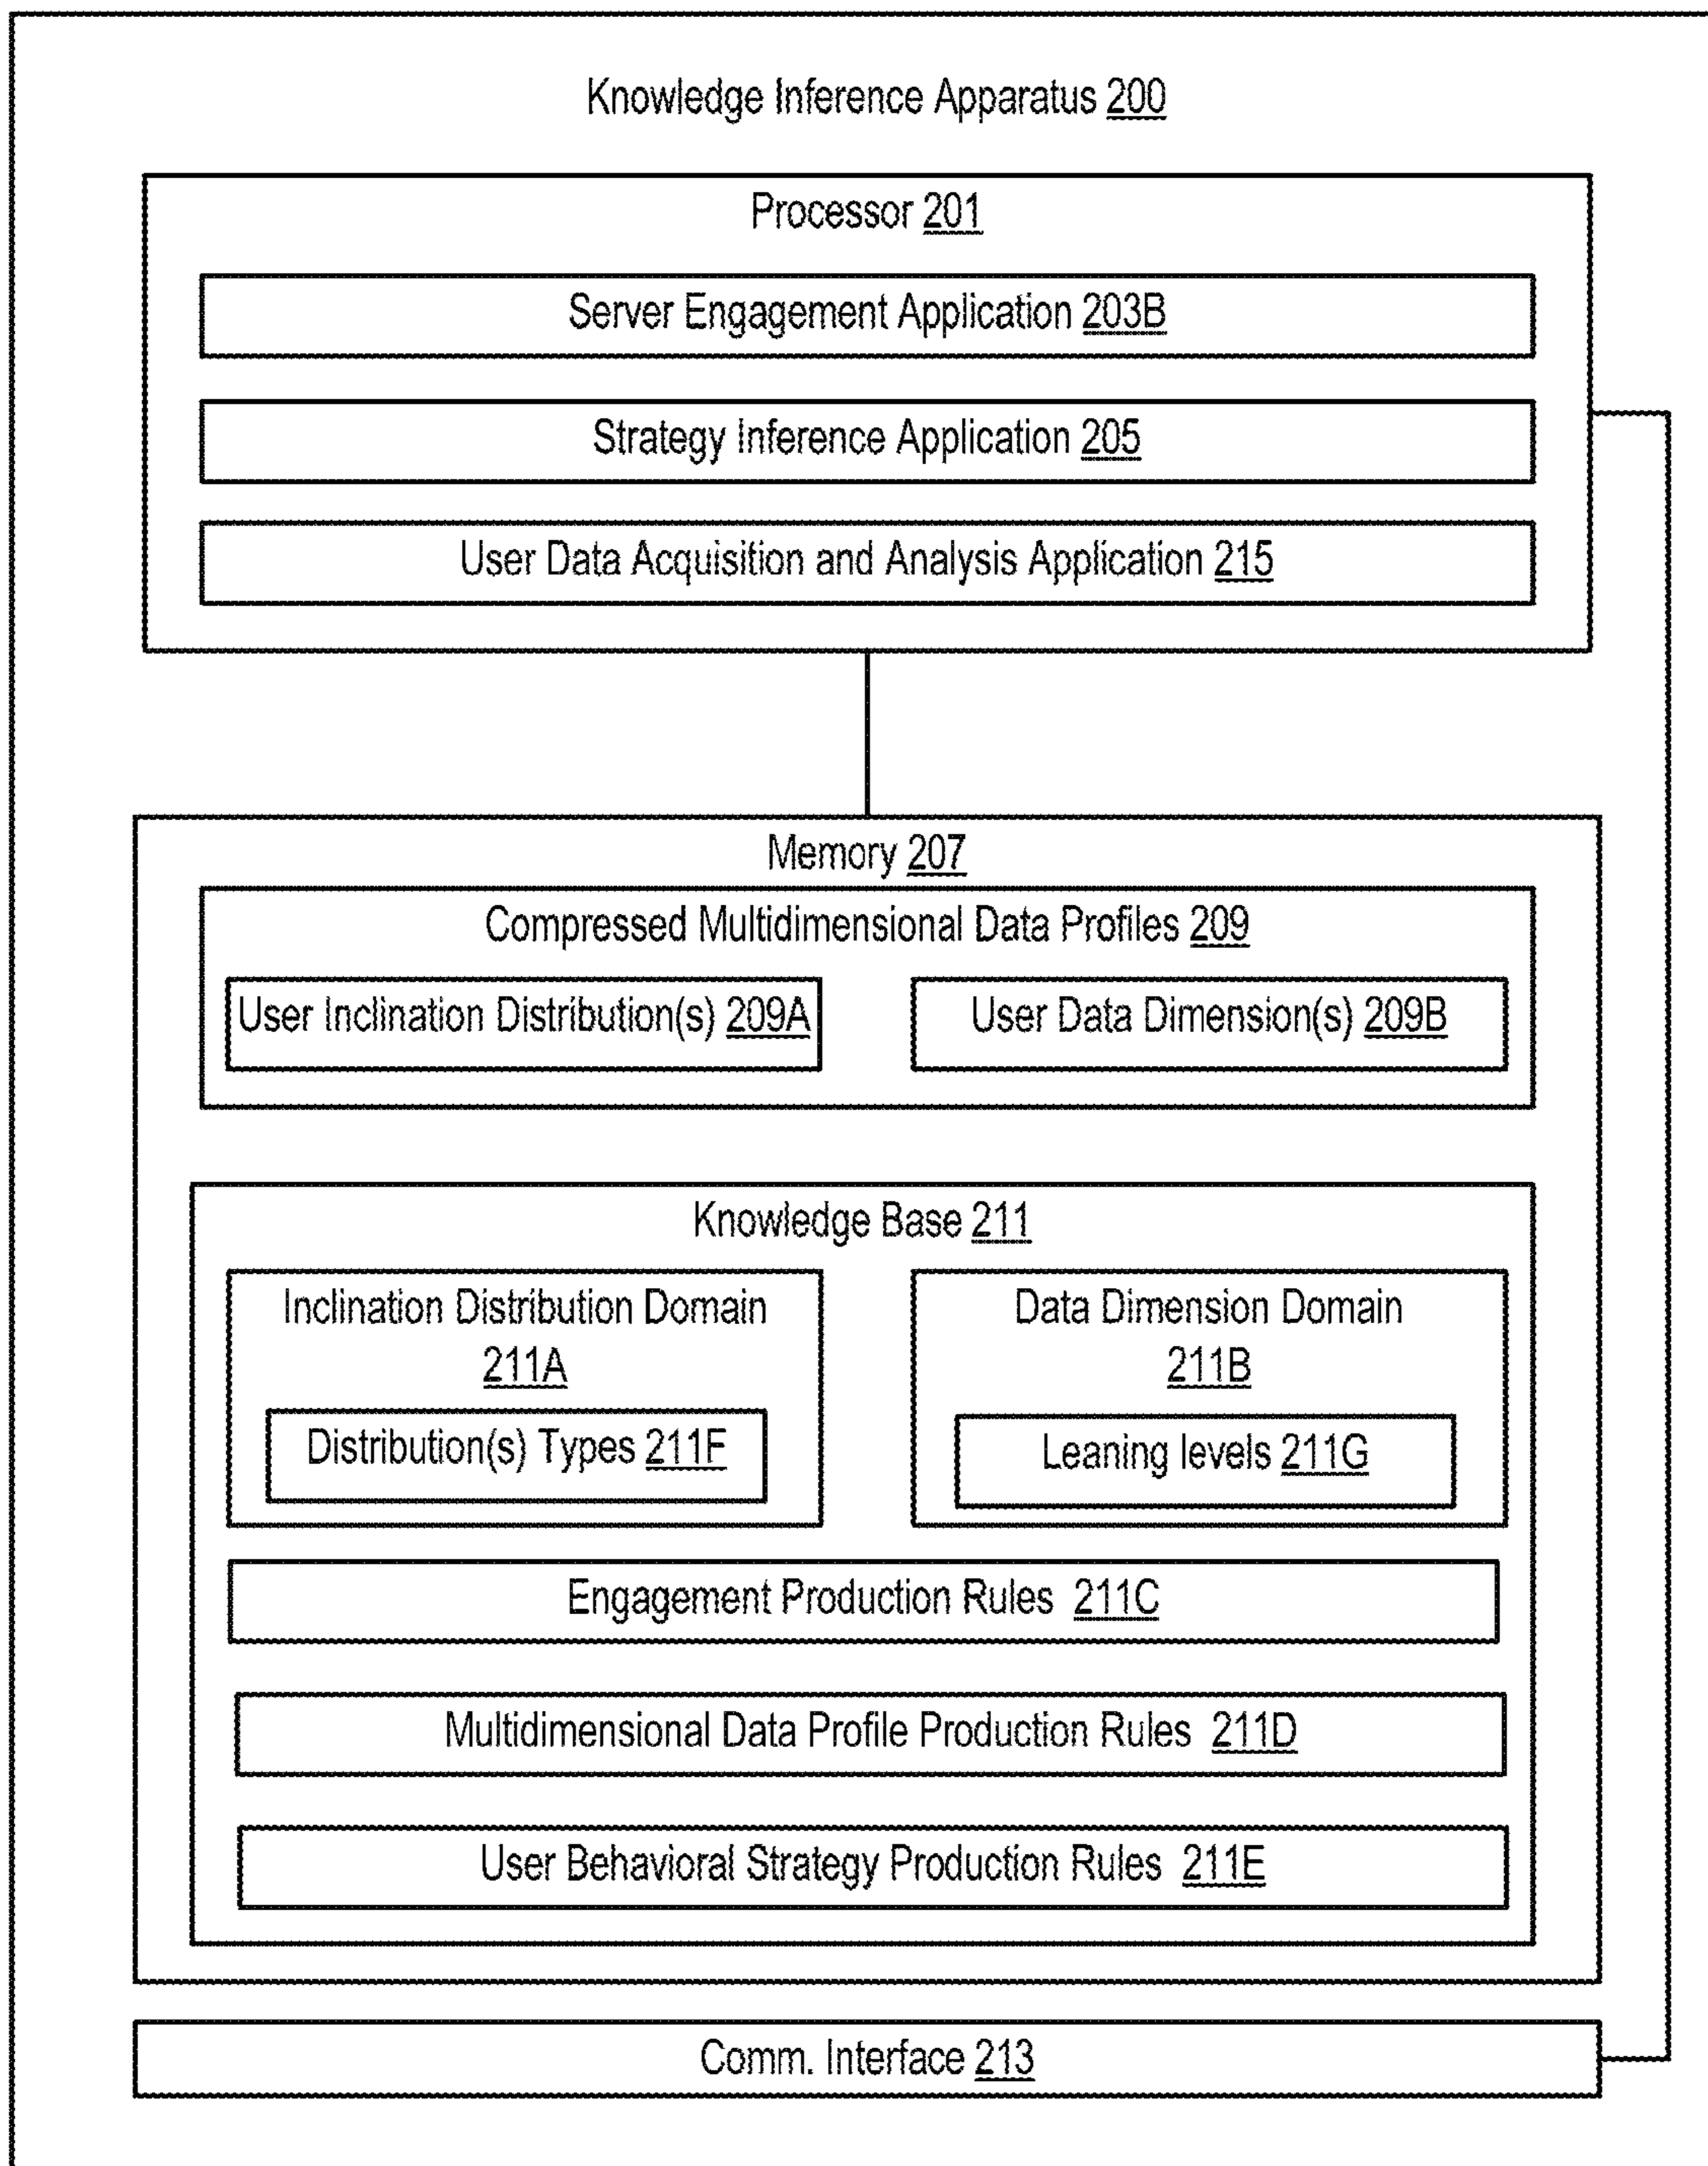 Knowledge Inference Apparatus 200
Processor 201
Server Engagement Application 203B
Strategy Inference Application 205
User Data Acquisition and Analysis Application 215
Memory 207
Compressed Multidimensional Data Profiles 209
User Inclination Distribution(s) 209A
User Data Dimension(s) 209B
Knowledge Base 211
Inclination Distribution Domain
211A
Distribution(s) Types 211F
Data Dimension Domain
211B
Leaning levels 211G
Engagement Production Rules 211C
Multidimensional Data Profile Production Rules 211D
User Behavioral Strategy Production Rules 211E
Comm. Interface 213